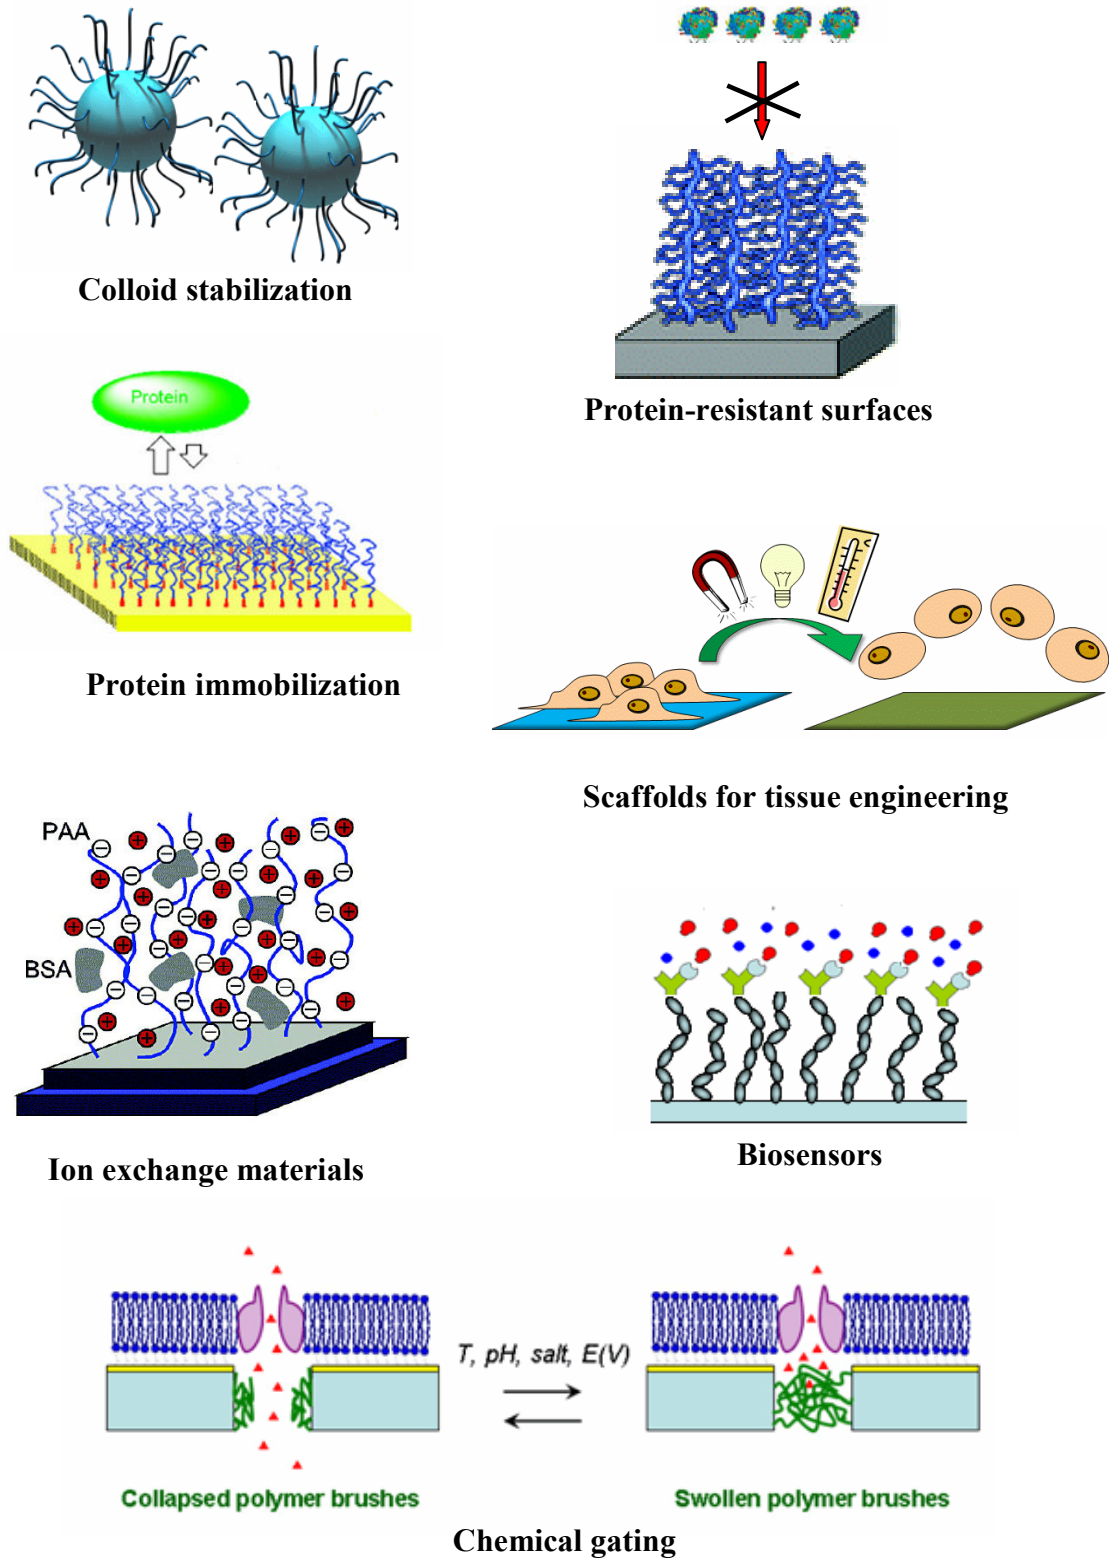 Colloid stabilization
Protein-resistant surfaces
Protein
Protein immobilization
Scaffolds for tissue engineering
PAA
BSA
Ion exchange materials
Biosensors
T, pH, salt, E(V)
Collapsed polymer brushes
Swollen polymer brushes
Chemical gating